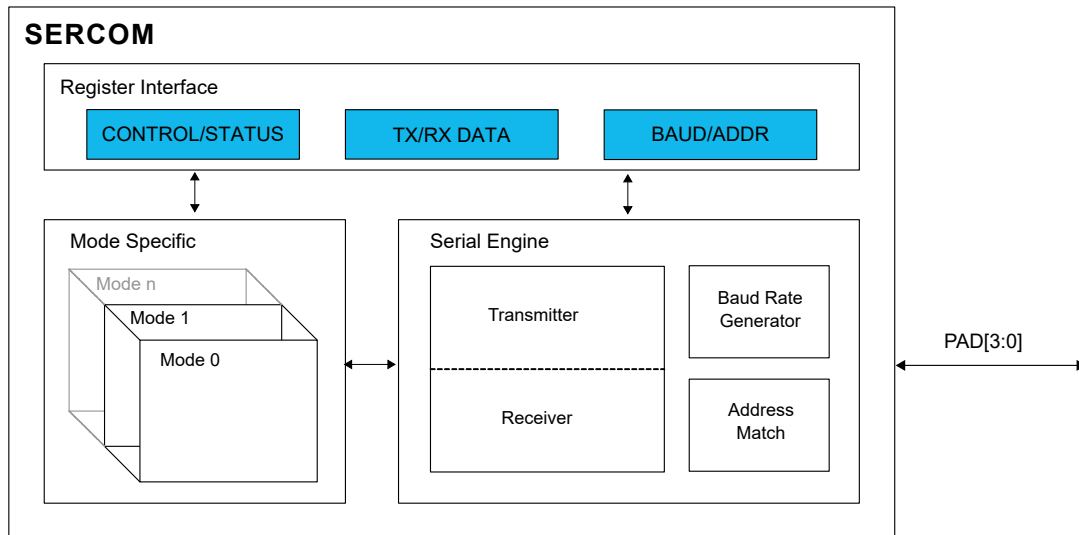 SERCOM
Register Interface
CONTROL/STATUS
TX/RX DATA
BAUD/ADDR
Mode Specific
Mode n
Mode 1
Mode 0
Serial Engine
Transmitter
Receiver
Baud Rate
Generator
Address
Match
PAD[3:0]